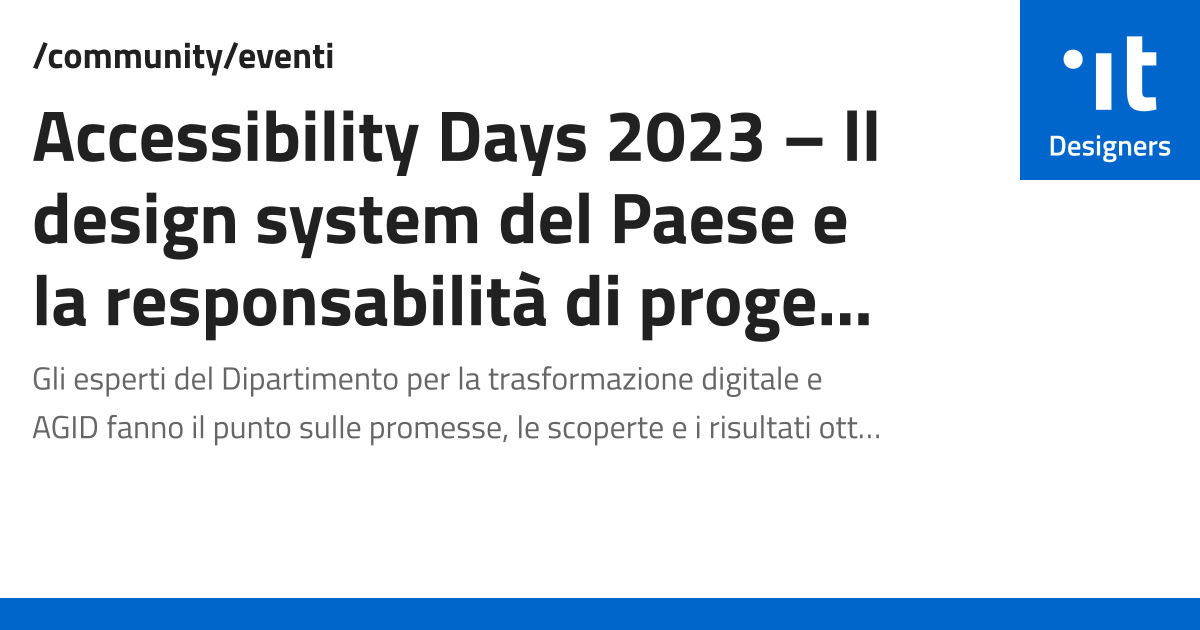 /community/eventi
Accessibility Days 2023 – Il
design system del Paese e
la responsabilità di proge...
Gli esperti del Dipartimento per la trasformazione digitale e
AGID fanno il punto sulle promesse, le scoperte e i risultati ott...
it
Designers